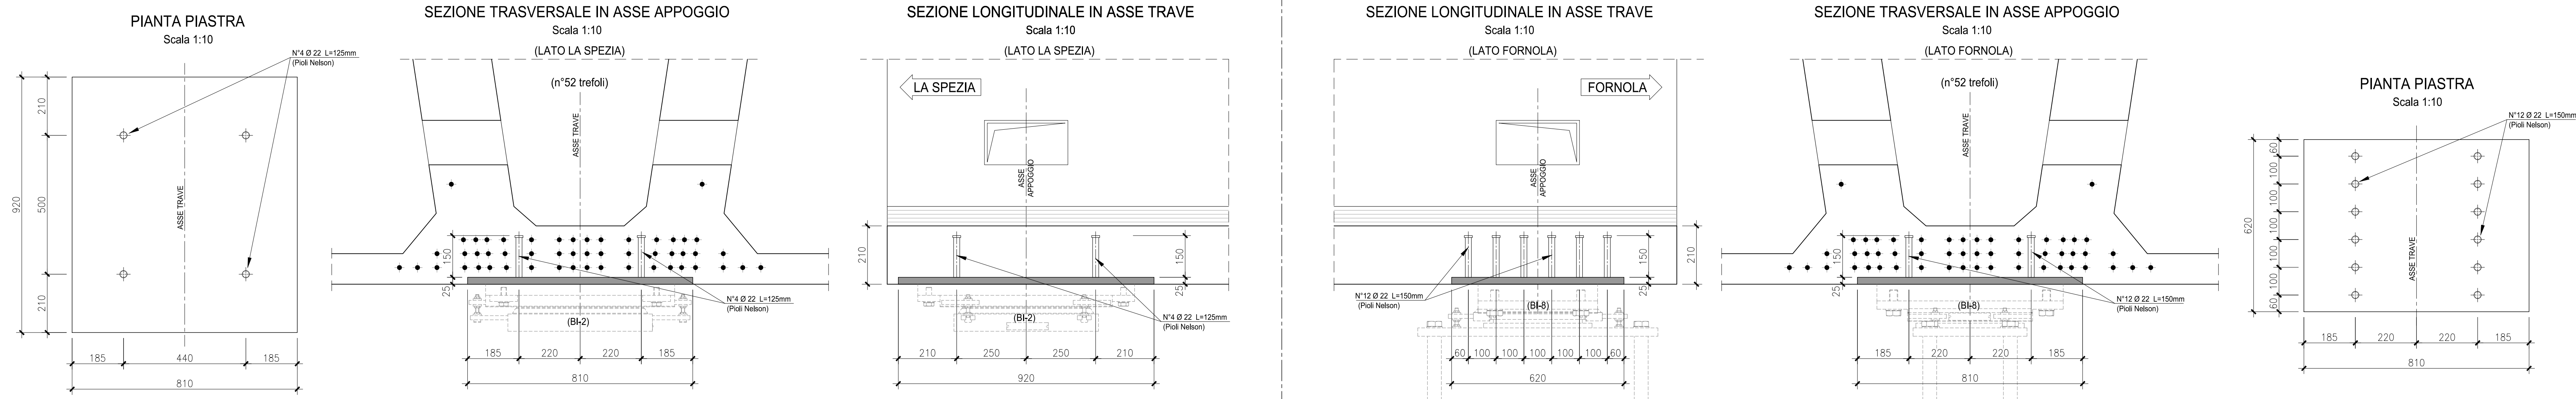 PIANTA PIASTRA
Scala 1:10
N°4 Ø 22 L=125mm
(Pioli Nelson)
210
500
210
920
ASSE TRAVE
185
440
185
810
SEZIONE TRASVERSALE IN ASSE APPOGGIO
Scala 1:10
(LATO LA SPEZIA)
(n°52 trefoli)
ASSE TRAVE
150
25
N°4 Ø 22 L=125mm
(Pioli Nelson)
(BI-2)
185
220
220
185
810
SEZIONE LONGITUDINALE IN ASSE TRAVE
Scala 1:10
(LATO LA SPEZIA)
LA SPEZIA
ASSE
APPOGGIO
210
150
25
(BI-2)
N°4 Ø 22 L=125mm
(Pioli Nelson)
210
250
250
210
920
SEZIONE LONGITUDINALE IN ASSE TRAVE
Scala 1:10
(LATO FORNOLA)
FORNOLA
ASSE
APPOGGIO
150
25
210
N°12 Ø 22 L=150mm
(Pioli Nelson)
(BI-8)
60
100
100
100
100
100
60
620
SEZIONE TRASVERSALE IN ASSE APPOGGIO
Scala 1:10
(LATO FORNOLA)
(n°52 trefoli)
ASSE TRAVE
150
25
(BI-8)
N°12 Ø 22 L=150mm
(Pioli Nelson)
185
220
220
185
810
PIANTA PIASTRA
Scala 1:10
N°12 Ø 22 L=150mm
(Pioli Nelson)
60
100
100
100
100
100
60
620
ASSE TRAVE
185
220
220
185
810